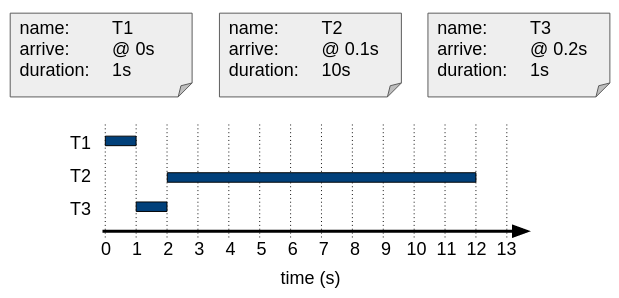 name: T1
arrive: @ 0s
duration: 1s
name: T2
arrive: @ 0.1s
duration: 10s
name: T3
arrive: @ 0.2s
duration: 1s
T1
T2
T3
0 1 2 3 4 5 6 7 8 9 10 11 12 13
time (s)